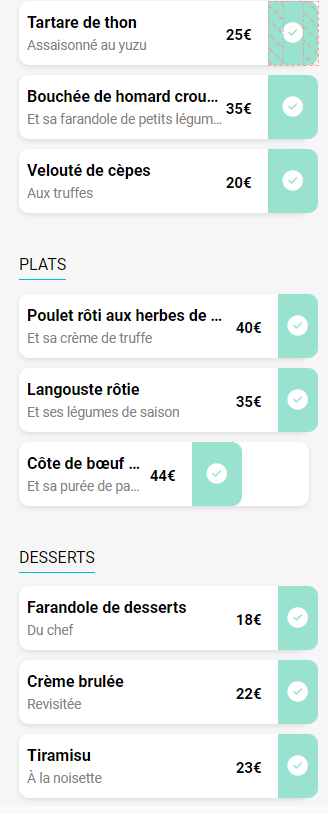 Tartare de thon
Assaisonné au yuzu
25€
Bouchée de homard crou...
Et sa farandole de petits légum...
35€
Velouté de cèpes
Aux truffes
20€
PLATS
Poulet rôti aux herbes de ...
Et sa crème de truffe
40€
Langouste rôtie
Et ses légumes de saison
35€
Côte de bœuf ...
Et sa purée de pa...
44€
DESSERTS
Farandole de desserts
Du chef
18€
Crème brulée
Revisitée
22€
Tiramisu
À la noisette
23€